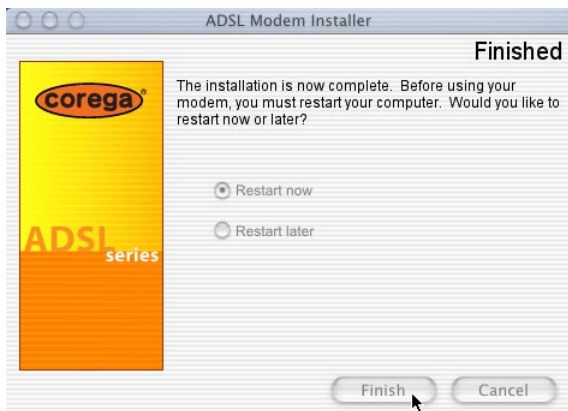 ADSL Modem Installer
Finished
corega
The installation is now complete. Before using your
modem, you must restart your computer. Would you like to
restart now or later?
Restart now
Restart later
ADSL
series
Finish
Cancel